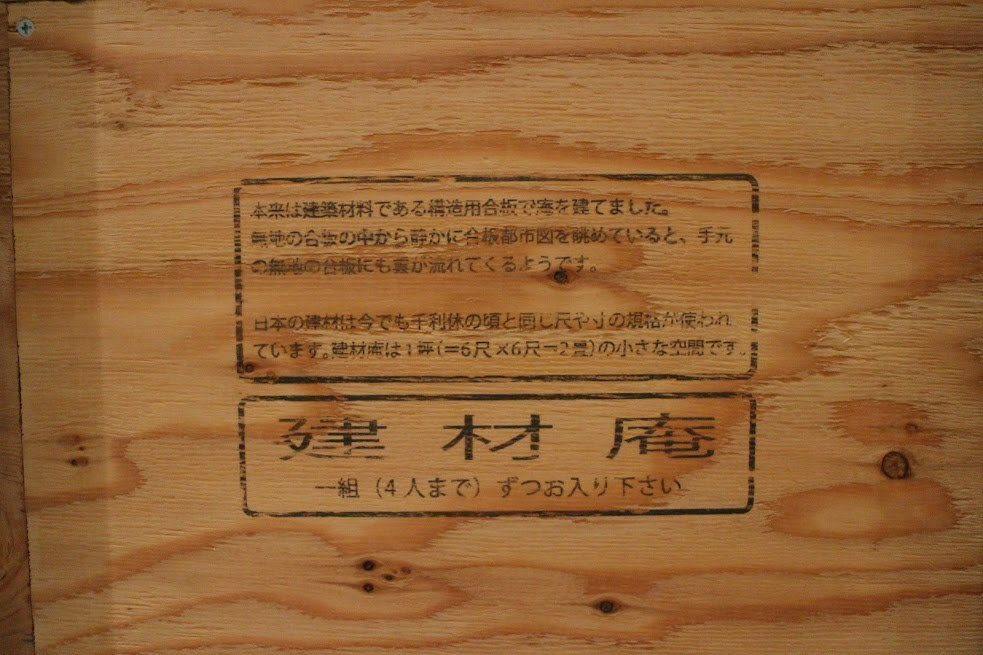 本来は建築材料である構造用合板で庵を建てました。
無地の合板の中から静かに合板都市図を眺めていると、手元
の無地の合板にも雲が流れてくるようです。
日本の建材は今でも千利休の頃と同じ尺や寸の規格が使われ
ています。建材庵は1坪(=6尺×6尺=2畳)の小さな空間です。
建材庵
一組（4人まで）ずつお入り下さい